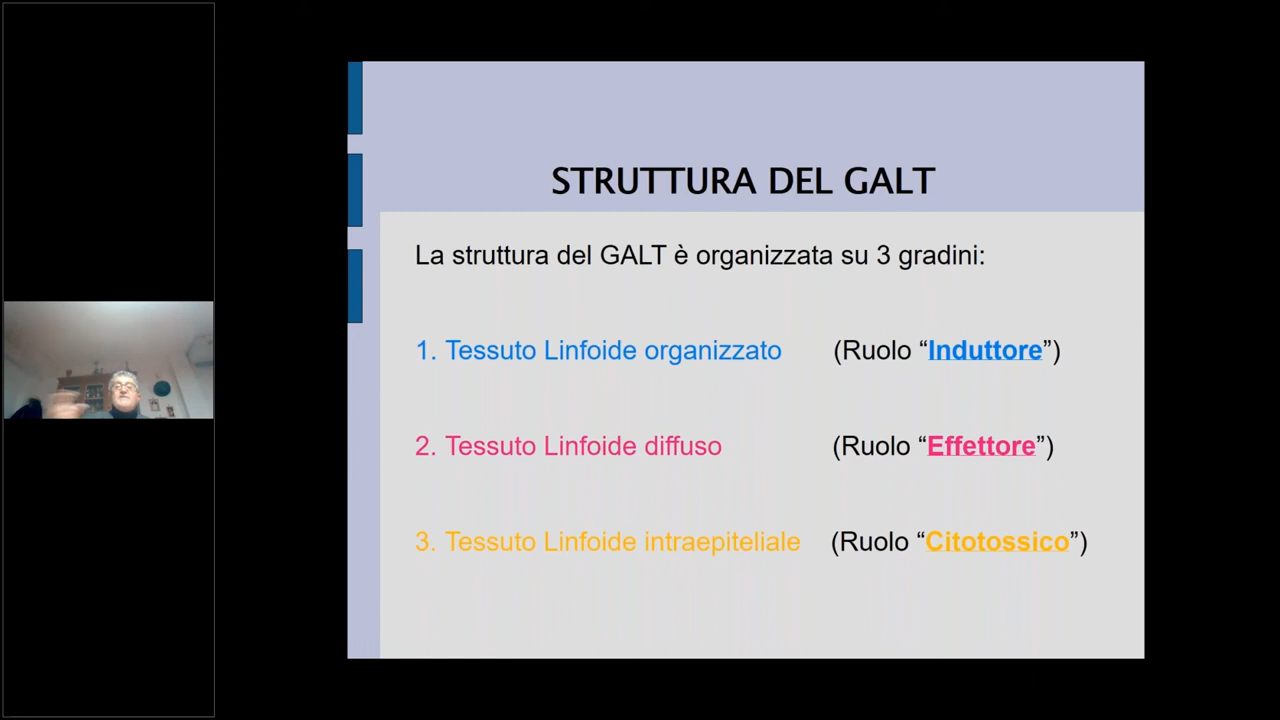 STRUTTURA DEL GALT
La struttura del GALT è organizzata su 3 gradini:
1. Tessuto Linfoide organizzato (Ruolo “Induttore”)
2. Tessuto Linfoide diffuso (Ruolo “Effettore”)
3. Tessuto Linfoide intraepiteliale (Ruolo “Citotossico”)